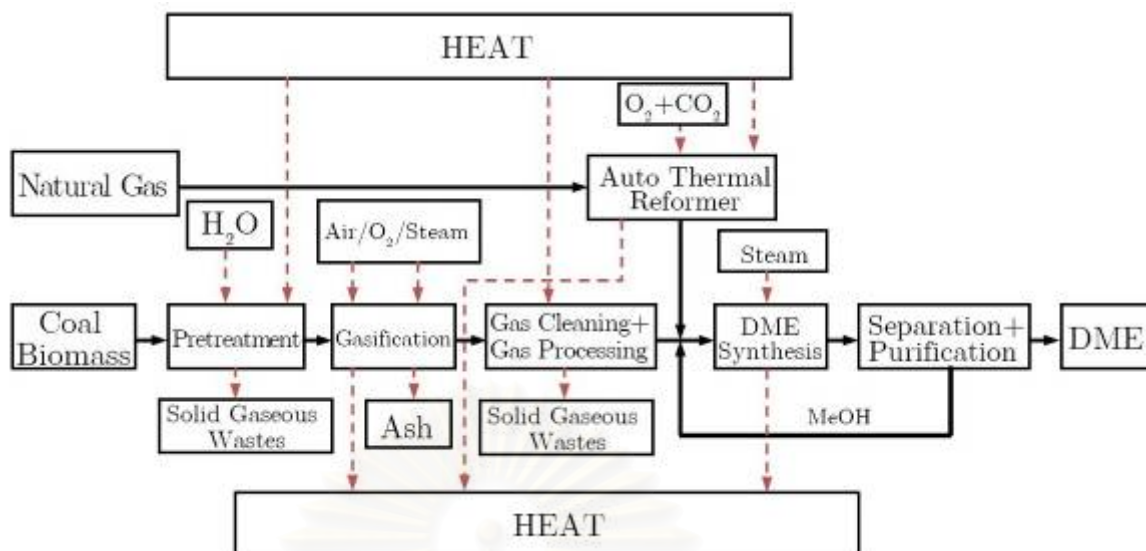 HEAT
O₂+CO₂
Natural Gas
Auto Thermal
Reformer
H₂O
Air/O₂/Steam
Steam
Coal
Biomass
Pretreatment
Gasification
Gas Cleaning+
Gas Processing
DME
Synthesis
Separation+
Purification
DME
Solid Gaseous
Wastes
Ash
Solid Gaseous
Wastes
MeOH
HEAT